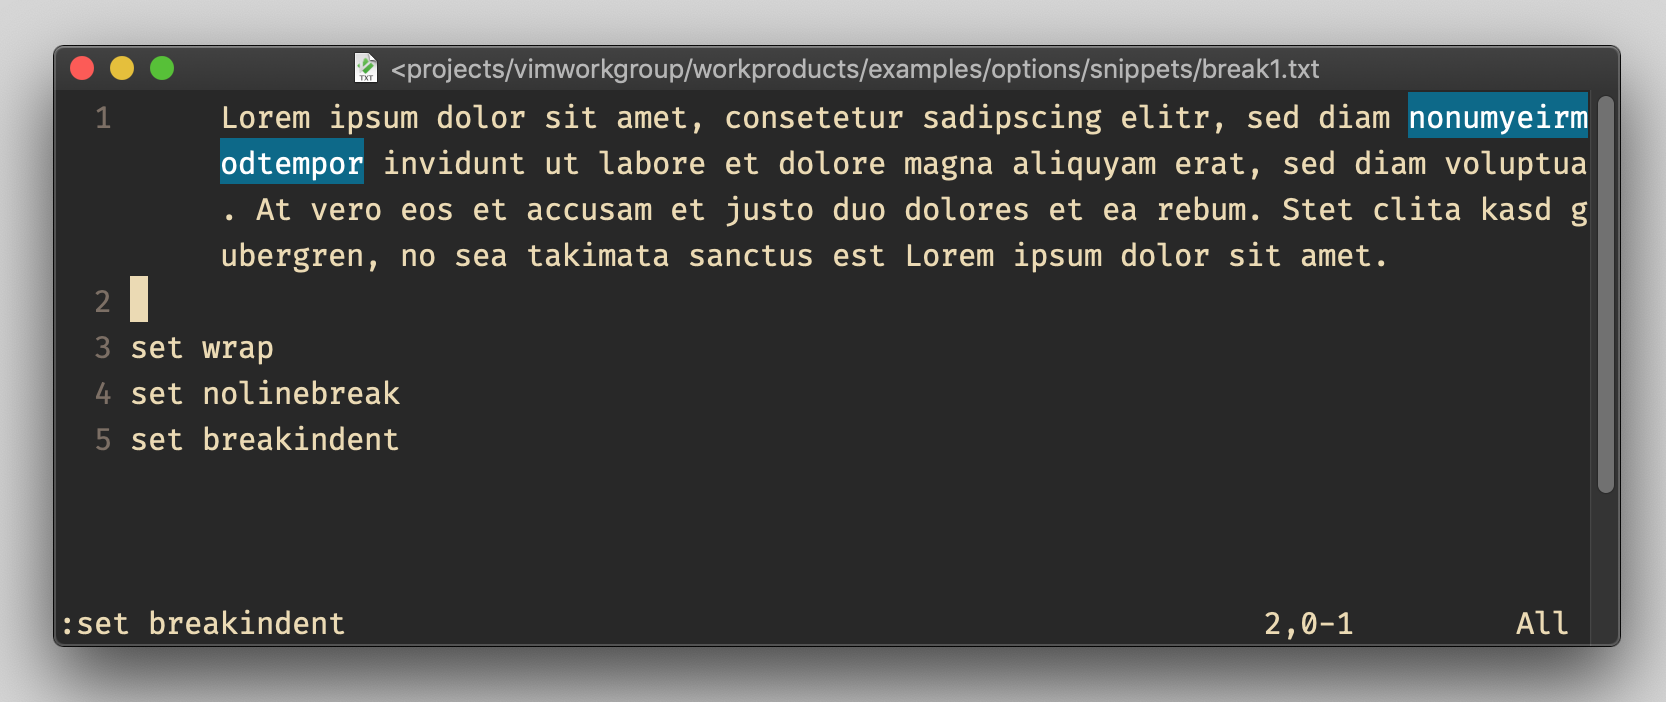 TXT
<projects/vimworkgroup/workproducts/examples/options/snippets/break1.txt
1 Lorem ipsum dolor sit amet, consetetur sadipscing elitr, sed diam nonumyeirm
odtempor invidunt ut labore et dolore magna aliquyam erat, sed diam voluptua
. At vero eos et accusam et justo duo dolores et ea rebum. Stet clita kasd g
ubergren, no sea takimata sanctus est Lorem ipsum dolor sit amet.
2
3 set wrap
4 set nolinebreak
5 set breakindent
:set breakindent 2,0-1 All